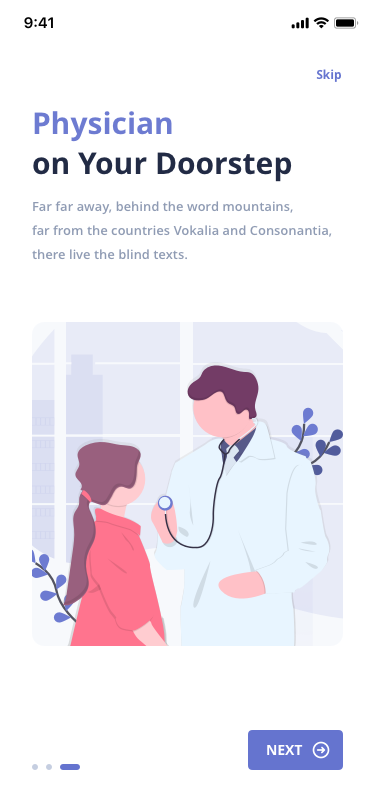 9:41
Skip
Physician
on Your Doorstep
Far far away, behind the word mountains,
far from the countries Vokalia and Consonantia,
there live the blind texts.
NEXT